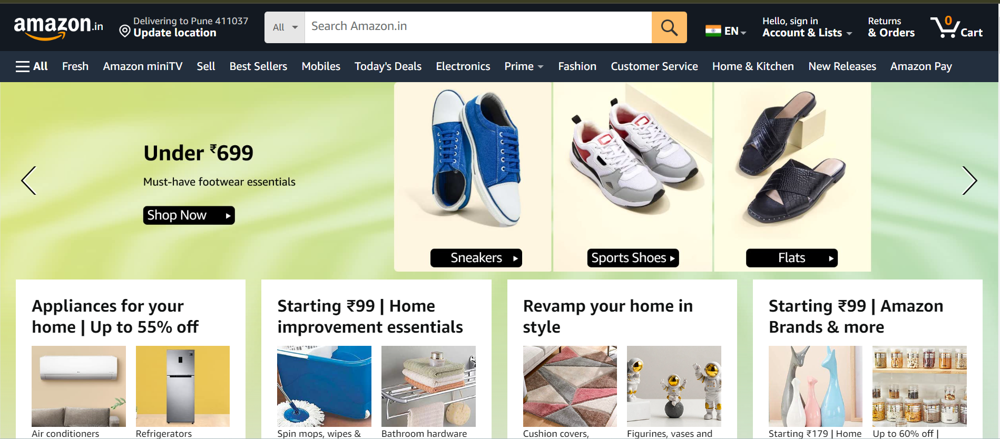 amazon.in
Delivering to Pune 411037
Update location
All
Search Amazon.in
EN
Hello, sign in
Account & Lists
Returns
& Orders
0
Cart
All Fresh Amazon miniTV Sell Best Sellers Mobiles Today's Deals Electronics Prime Fashion Customer Service Home & Kitchen New Releases Amazon Pay
Under ₹699
Must-have footwear essentials
Shop Now
Sneakers
Sports Shoes
Flats
Appliances for your
home | Up to 55% off
Air conditioners
Refrigerators
Starting ₹99 | Home
improvement essentials
Spin mops, wipes &
Bathroom hardware
Revamp your home in
style
Cushion covers,
Figurines, vases and
Starting ₹99 | Amazon
Brands & more
Starting ₹179 | Home
Up to 60% off |